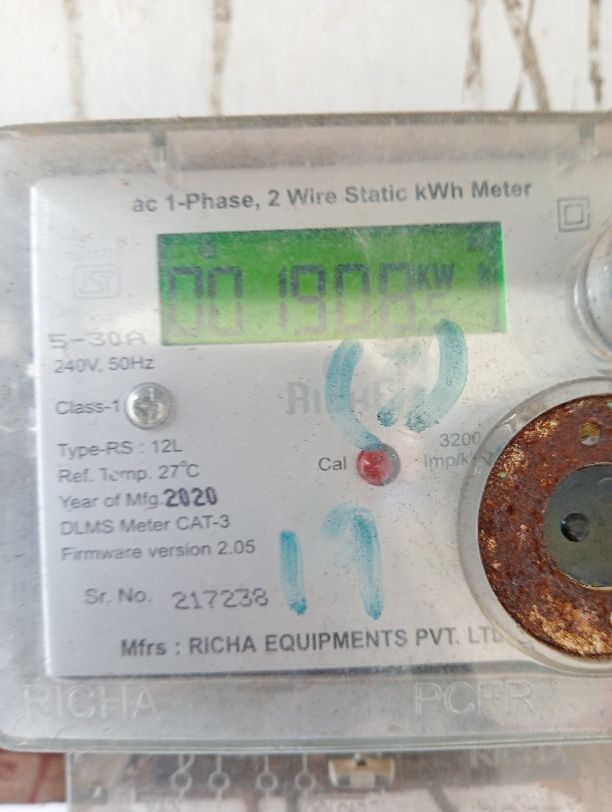 ac 1-Phase, 2 Wire Static kWh Meter
001908 KW
5-30A
240V, 50Hz
Class-1
Type-RS : 12L
Cal
3200
Imp/k
Ref. Temp. 27°C
Year of Mfg. 2020
DLMS Meter CAT-3
Firmware version 2.05
Sr. No. 217238
Mfrs : RICHA EQUIPMENTS PVT. LTD
RICHA